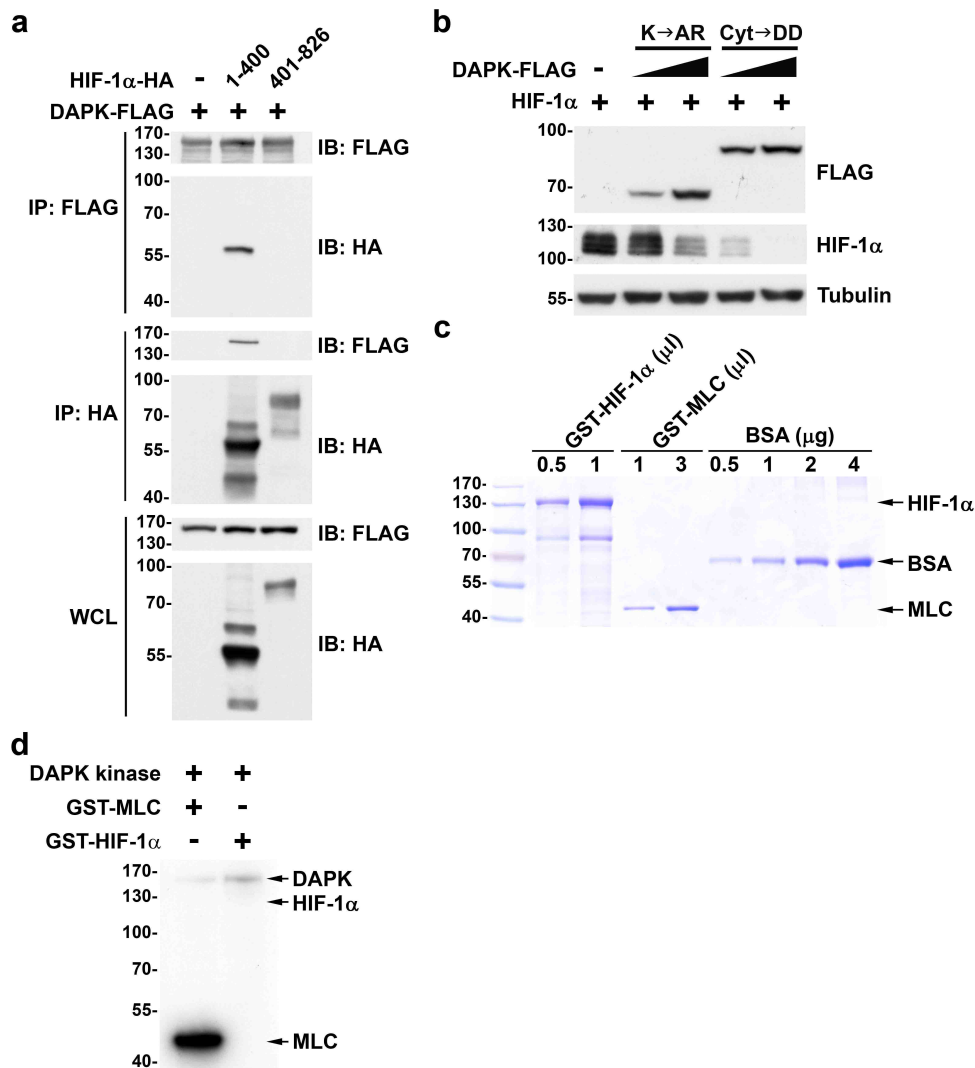 a
HIF-1α-HA - 1-400 401-826
DAPK-FLAG + + +
170-
130-
IB: FLAG
IP: FLAG
100-
70-
55-
40-
IB: HA
IP: HA
170-
130-
IB: FLAG
100-
70-
55-
40-
IB: HA
WCL
170-
130-
IB: FLAG
100-
70-
55-
IB: HA
b
K→AR Cyt→DD
DAPK-FLAG -
HIF-1α + + + + +
100-
70-
FLAG
130-
100-
HIF-1α
55-
Tubulin
c
GST-HIF-1α (μl) GST-MLC (μl) BSA (μg)
0.5 1 1 3 0.5 1 2 4
170-
130-
100-
70-
55-
40-
HIF-1α
BSA
MLC
d
DAPK kinase + +
GST-MLC + -
GST-HIF-1α - +
170-
130-
100-
70-
55-
40-
DAPK
HIF-1α
MLC